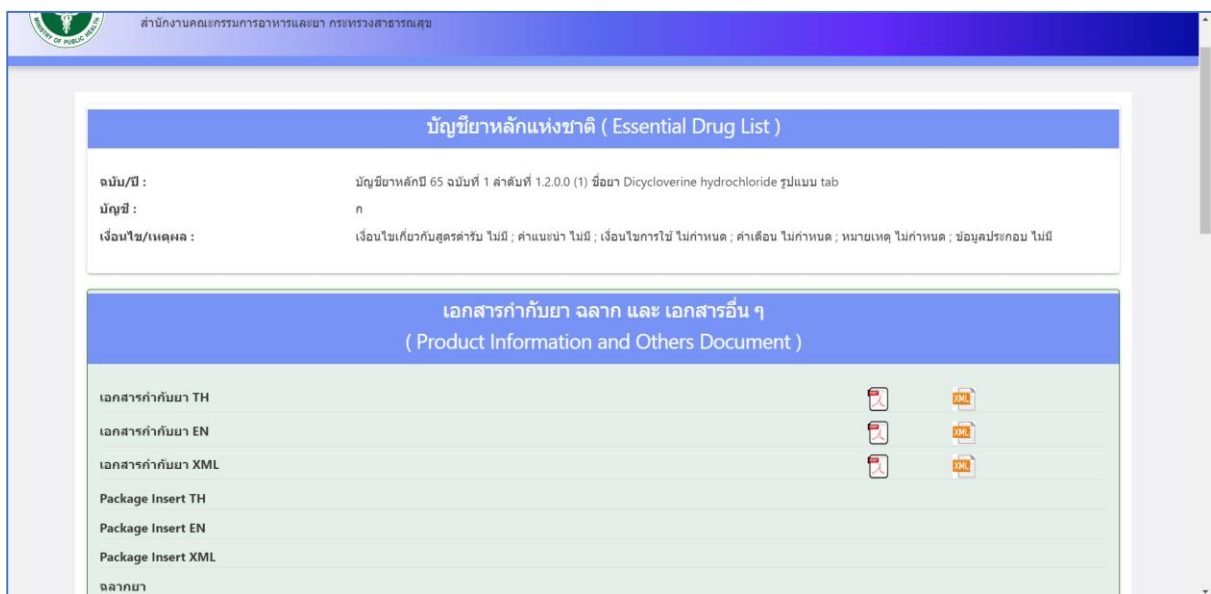 MINISTRY OF PUBLIC HEALTH
สำนักงานคณะกรรมการอาหารและยา กระทรวงสาธารณสุข
บัญชียาหลักแห่งชาติ ( Essential Drug List )
ฉบับ/ปี : บัญชียาหลักปี 65 ฉบับที่ 1 ลำดับที่ 1.2.0.0 (1) ชื่อยา Dicycloverine hydrochloride รูปแบบ tab
บัญชี : ก
เงื่อนไข/เหตุผล : เงื่อนไขเกี่ยวกับสูตรตำรับ ไม่มี ; คำแนะนำ ไม่มี ; เงื่อนไขการใช้ ไม่กำหนด ; คำเตือน ไม่กำหนด ; หมายเหตุ ไม่กำหนด ; ข้อมูลประกอบ ไม่มี
เอกสารกำกับยา ฉลาก และ เอกสารอื่น ๆ
( Product Information and Others Document )
เอกสารกำกับยา TH XML
เอกสารกำกับยา EN XML
เอกสารกำกับยา XML XML
Package Insert TH
Package Insert EN
Package Insert XML
ฉลากยา